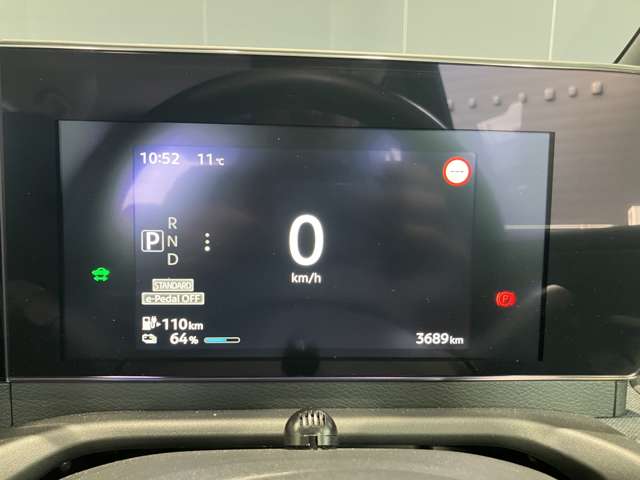 10:52 11℃
R
P N
D
0
km/h
STANDARD
e-Pedal OFF
110km
64%
3689km
P